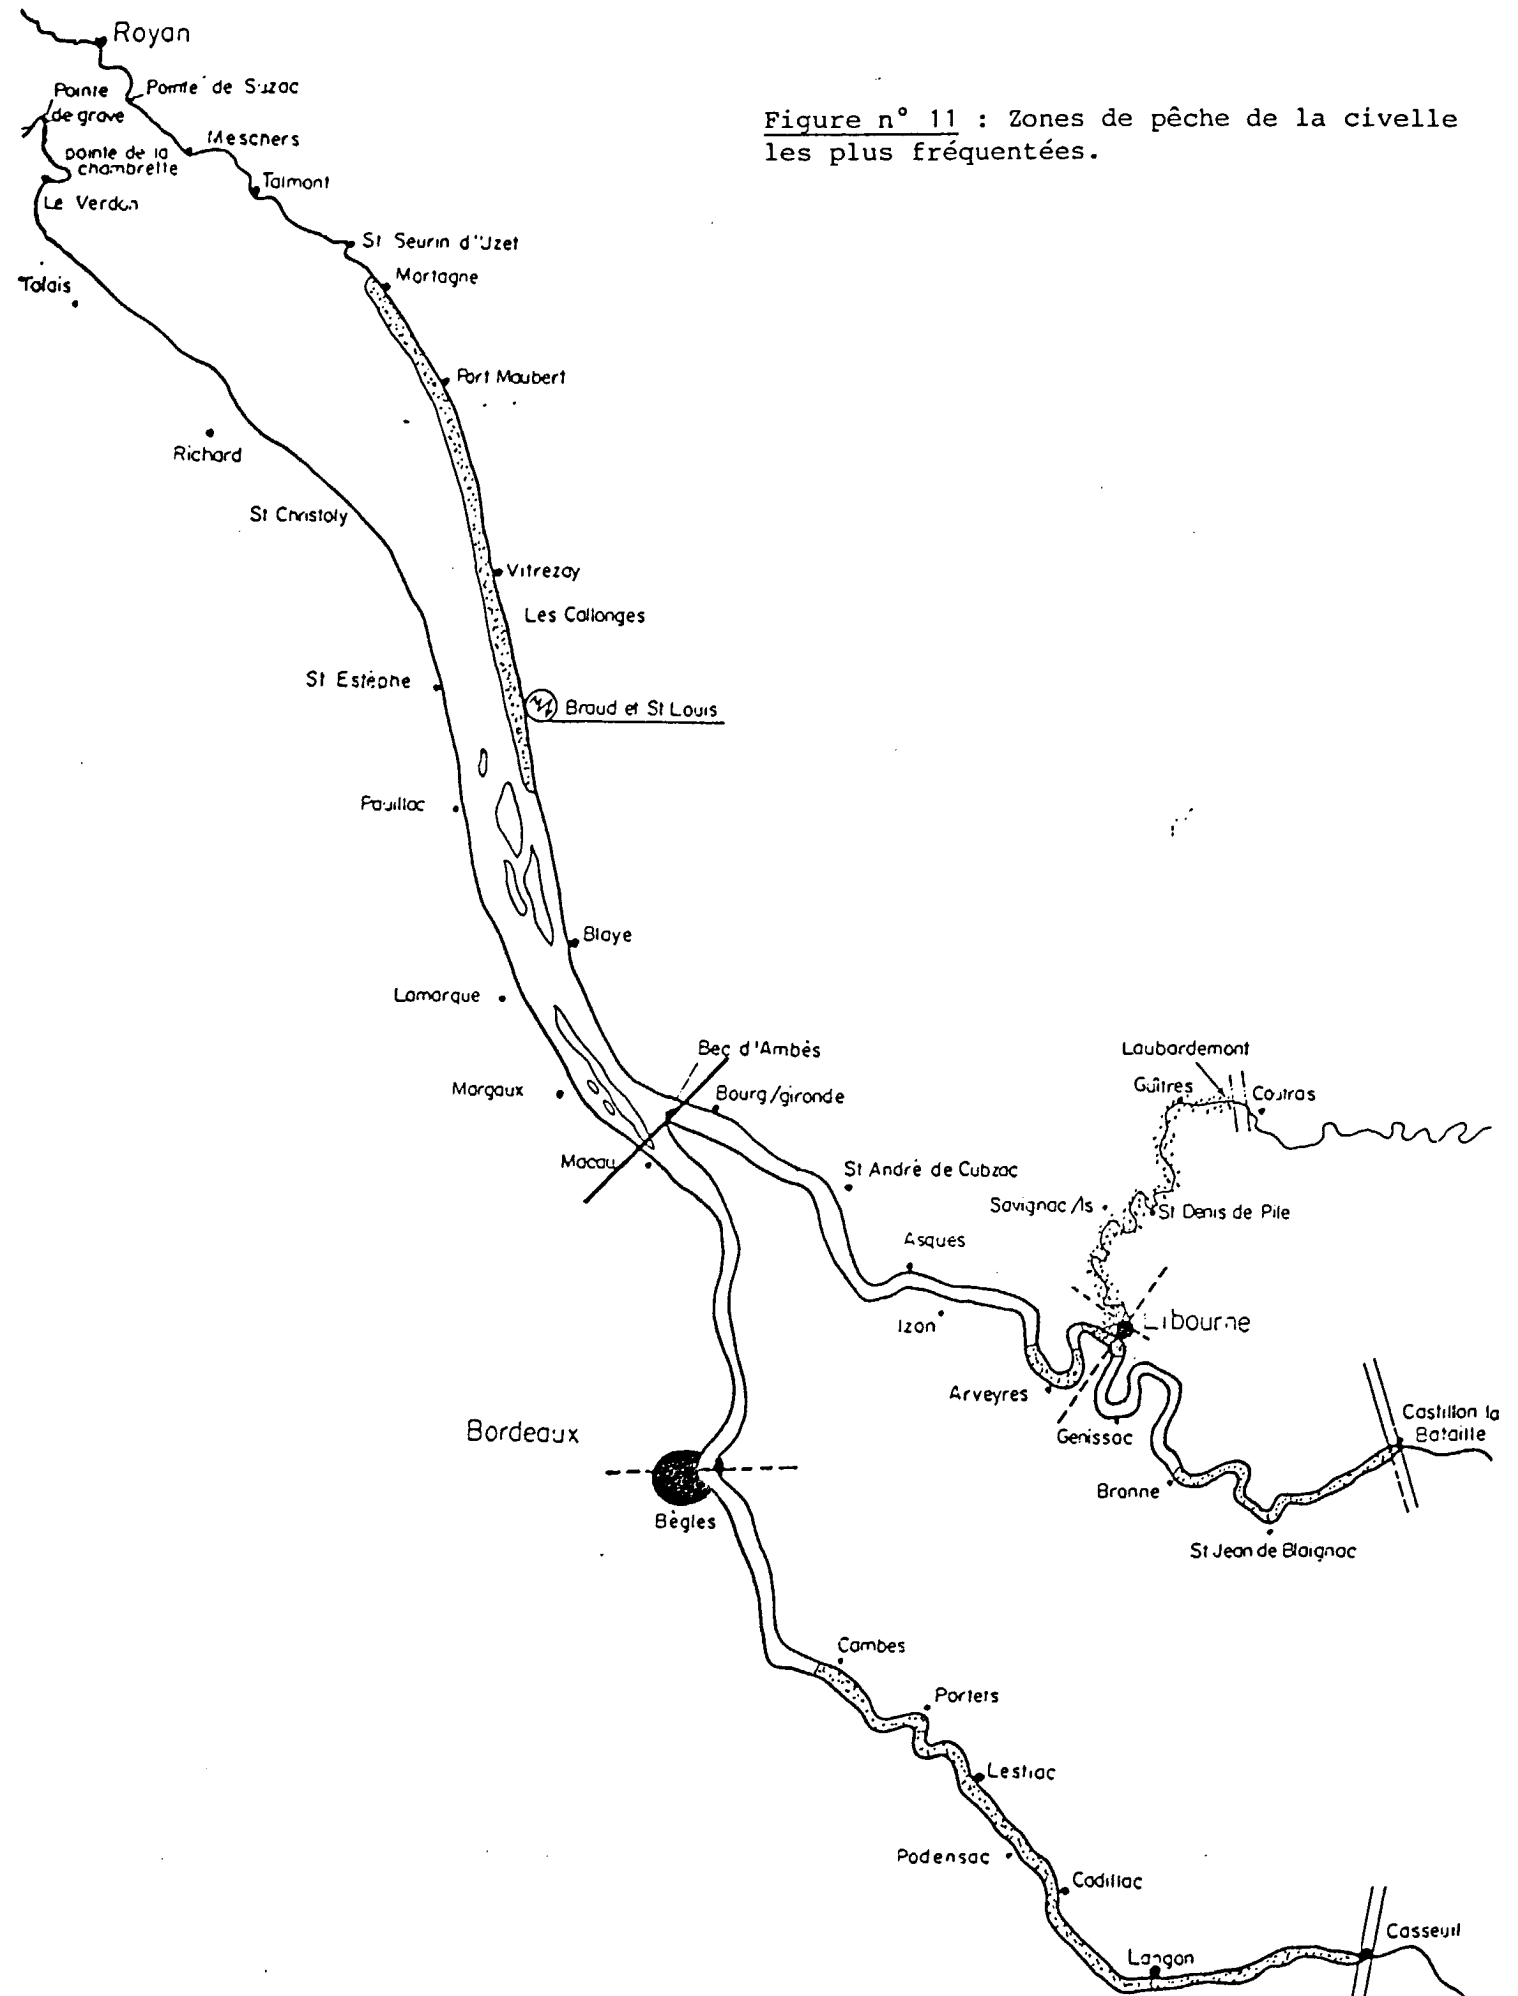 Royan
Pointe de Suzac
Pointe
de grave
Meschers
pointe de la
chambrette
Talmont
Le Verdon
Figure n° 11 : Zones de pêche de la civelle
les plus fréquentées.
St Seurin d'Uzet
Mortagne
Talais
Port Maubert
Richard
St Christoly
Vitrezay
Les Callonges
St Estèphe
Braud et St Louis
Pauillac
Blaye
Lamarque
Bec d'Ambès
Laubardemont
Margaux
Bourg/gironde
Guîtres
Coutras
Macau
St André de Cubzac
Savignac /Is
St Denis de Pile
Asques
Izon
Libourne
Arveyres
Castillon la
Bataille
Bordeaux
Genissac
Branne
Bègles
St Jean de Blaignac
Cambes
Portets
Lestiac
Podensac
Cadillac
Langon
Casseuil